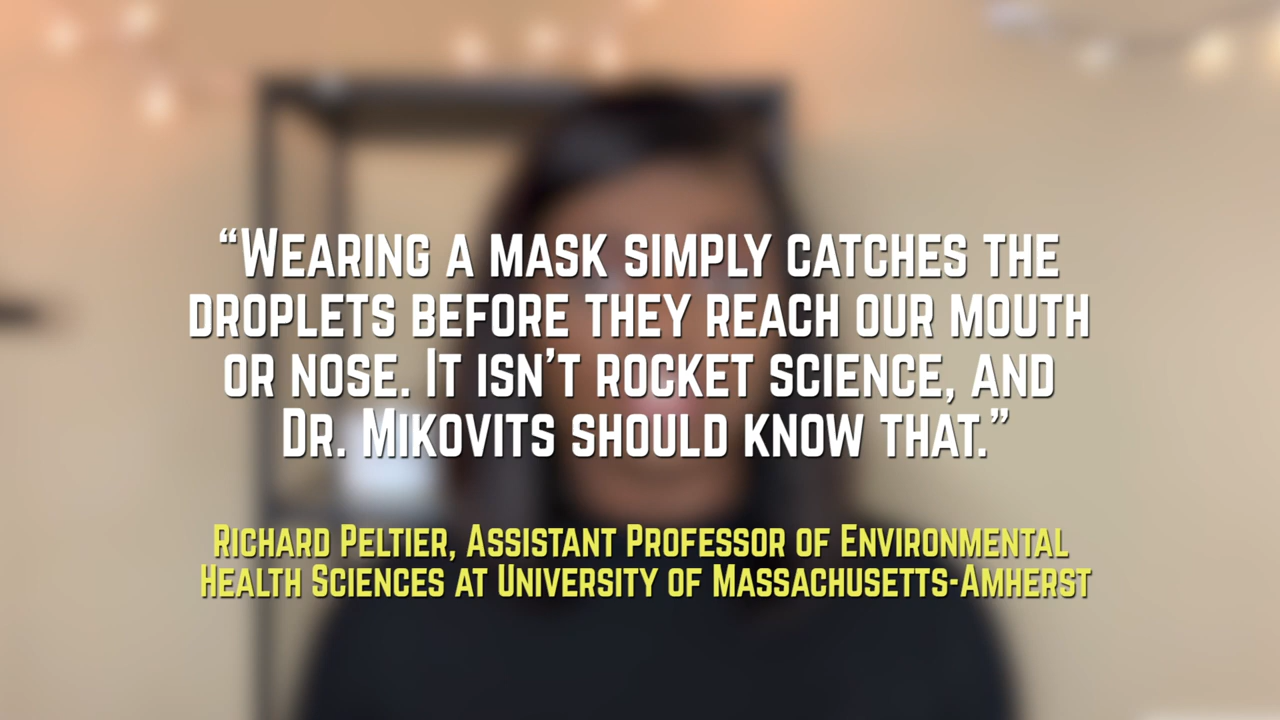 “Wearing a mask simply catches the
droplets before they reach our mouth
or nose. It isn’t rocket science, and
Dr. Mikovits should know that.”
Richard Peltier, Assistant Professor of Environmental
Health Sciences at University of Massachusetts-Amherst